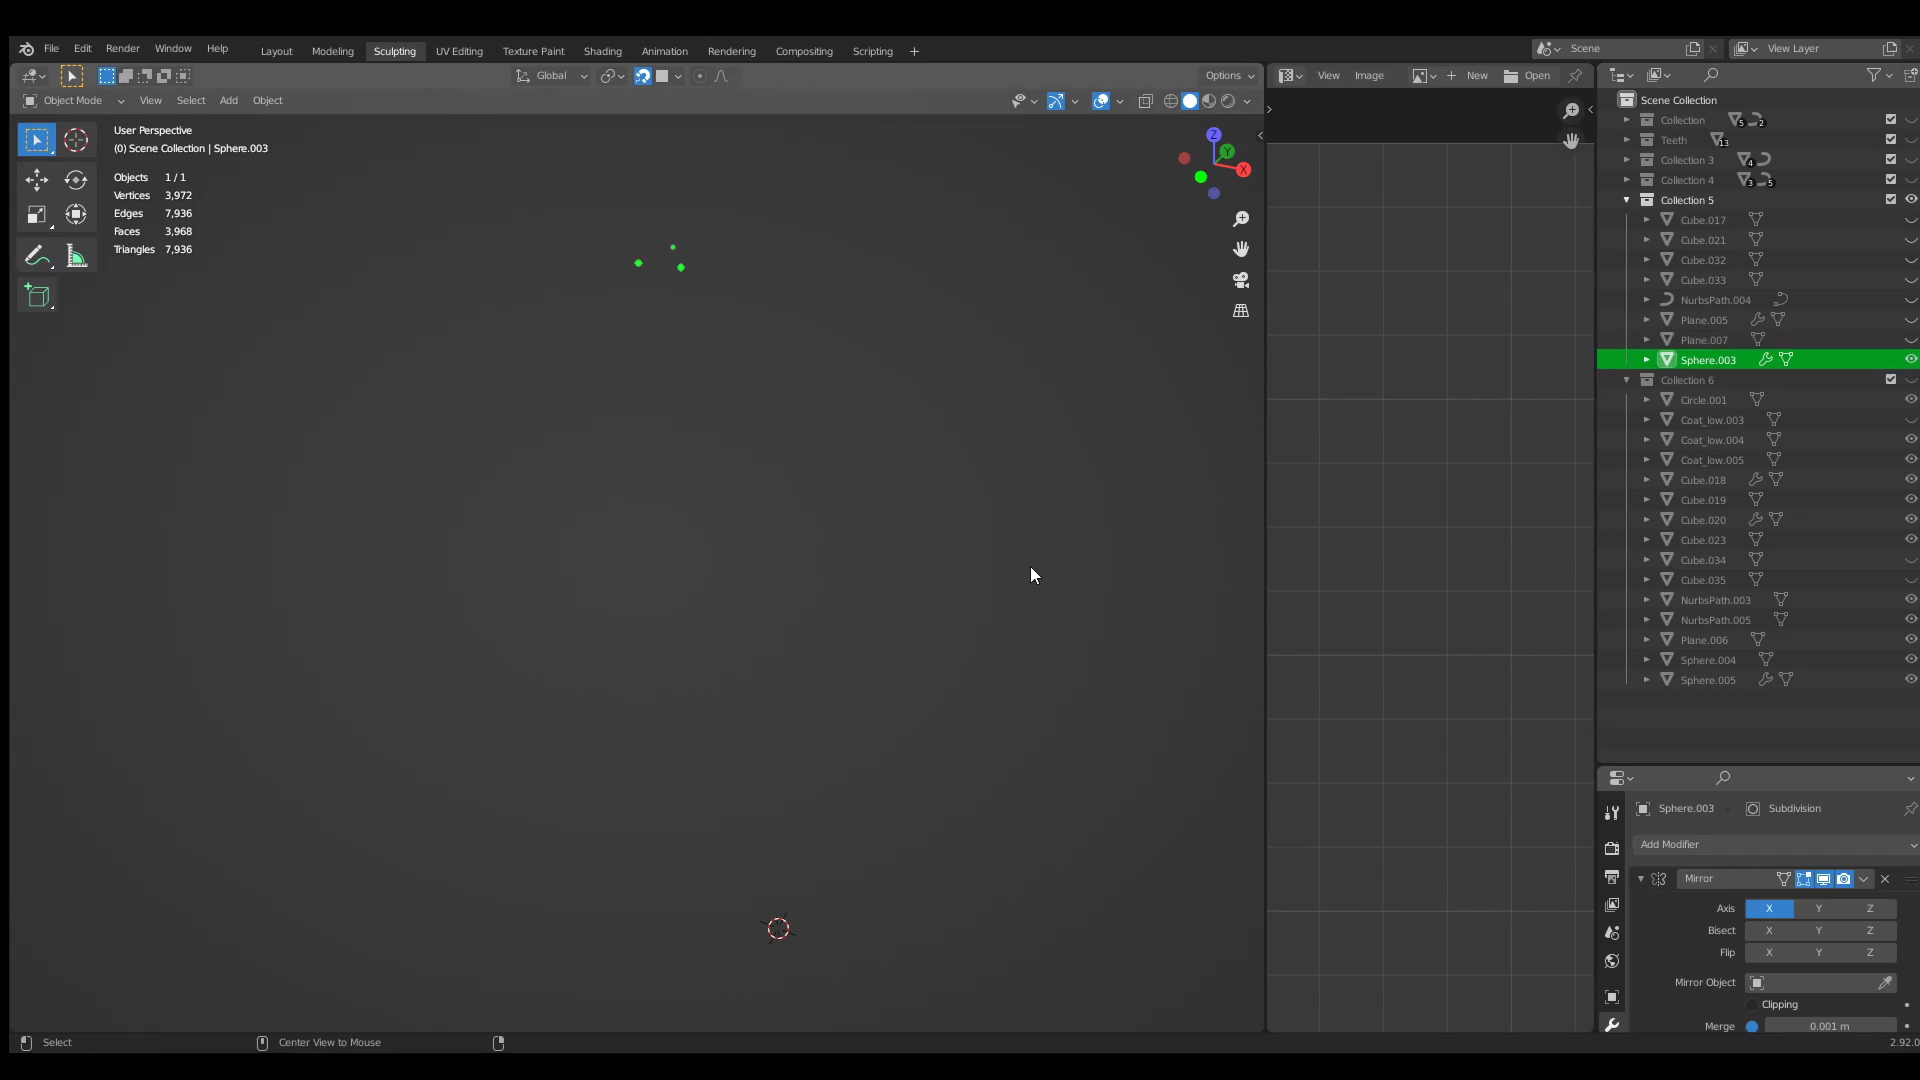 File Edit Render Window Help Layout Modeling Sculpting UV Editing Texture Paint Shading Animation Rendering Compositing Scripting + Scene View Layer
Global Options View Image New Open
Object Mode View Select Add Object
User Perspective
(0) Scene Collection | Sphere.003
Objects 1 / 1
Vertices 3,972
Edges 7,936
Faces 3,968
Triangles 7,936
Z
Y
X
Scene Collection
Collection 5 2
Teeth 13
Collection 3 4
Collection 4 3 5
Collection 5
Cube.017
Cube.021
Cube.032
Cube.033
NurbsPath.004
Plane.005
Plane.007
Sphere.003
Collection 6
Circle.001
Coat_low.003
Coat_low.004
Coat_low.005
Cube.018
Cube.019
Cube.020
Cube.023
Cube.034
Cube.035
NurbsPath.003
NurbsPath.005
Plane.006
Sphere.004
Sphere.005
Sphere.003 Subdivision
Add Modifier
Mirror
Axis X Y Z
Bisect X Y Z
Flip X Y Z
Mirror Object
Clipping
Merge 0.001 m
Select Center View to Mouse 2.92.0